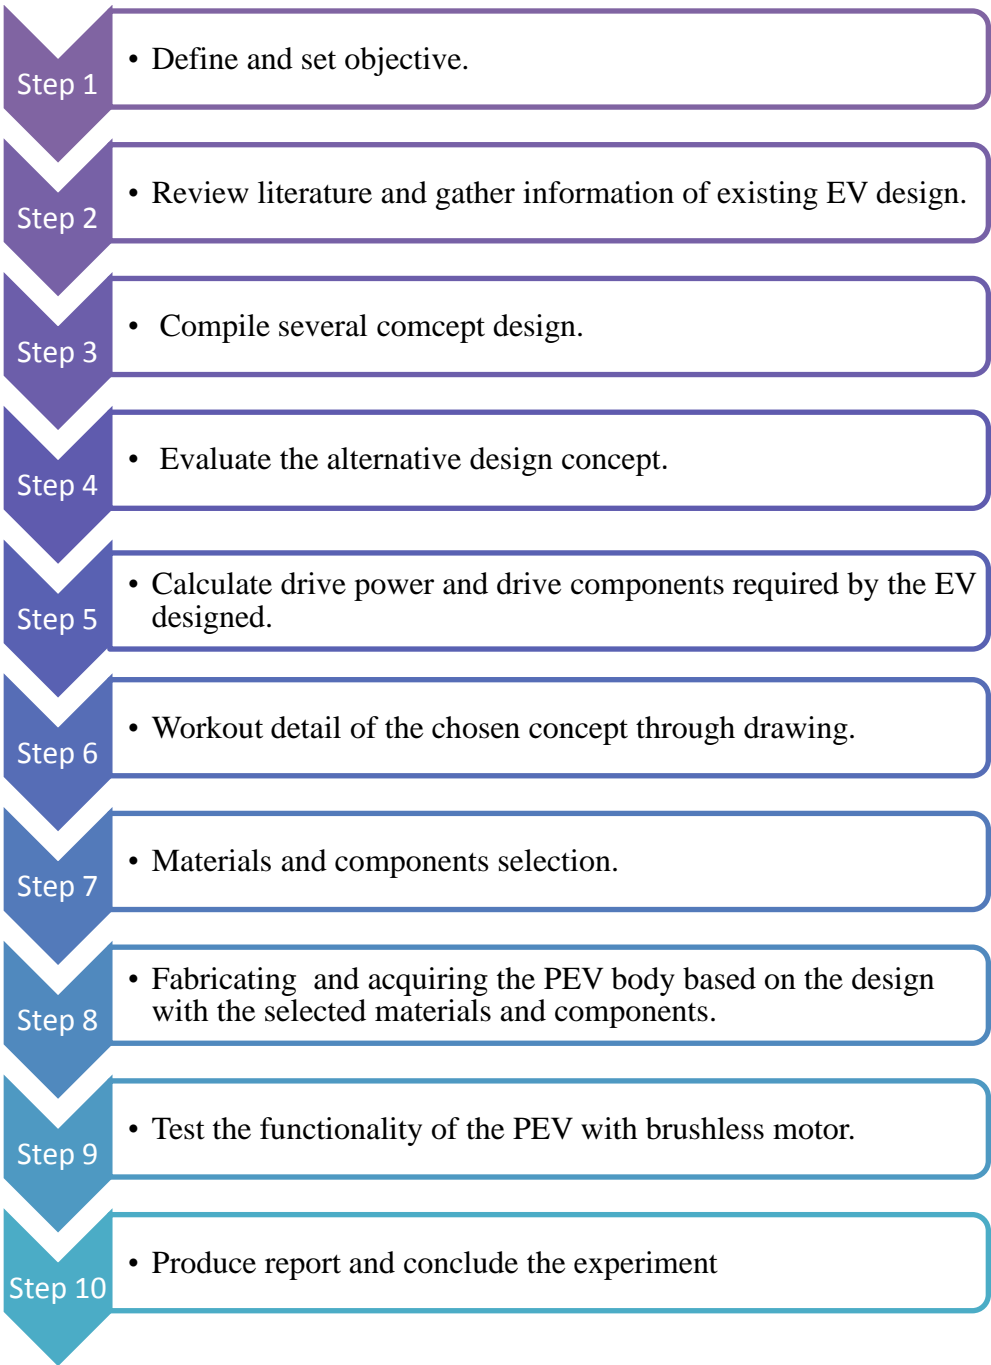 Step 1
• Define and set objective.
Step 2
• Review literature and gather information of existing EV design.
Step 3
• Compile several comcept design.
Step 4
• Evaluate the alternative design concept.
Step 5
• Calculate drive power and drive components required by the EV
designed.
Step 6
• Workout detail of the chosen concept through drawing.
Step 7
• Materials and components selection.
Step 8
• Fabricating  and acquiring the PEV body based on the design
with the selected materials and components.
Step 9
• Test the functionality of the PEV with brushless motor.
Step 10
• Produce report and conclude the experiment